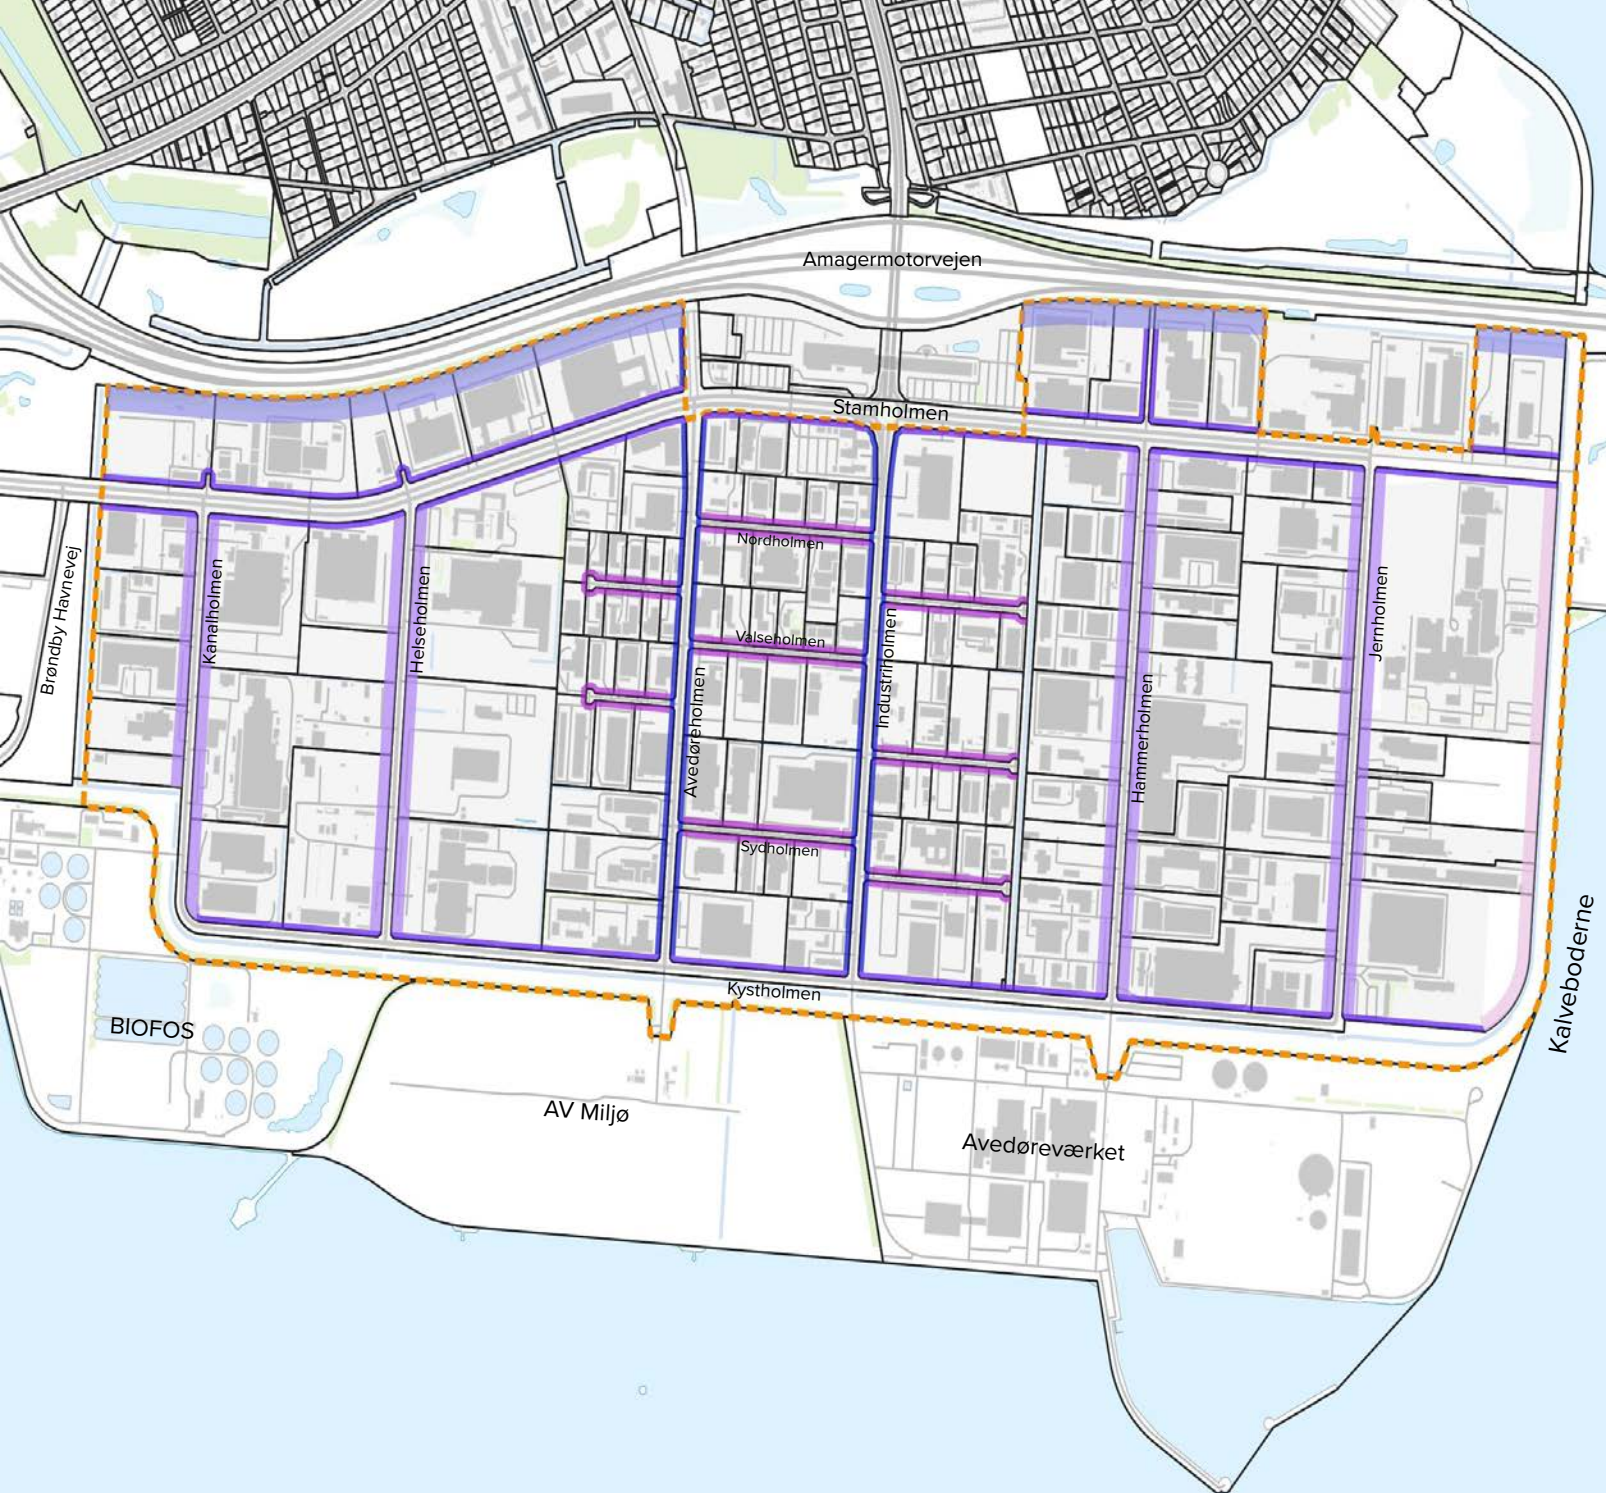 Amagermotorvejen
Stamholmen
Nordholmen
Brøndby Havnevej
Kanalholmen
Helseholmen
Valseholmen
Avedøreholmen
Industriholmen
Hammerholmen
Jernholmen
Sydholmen
Kystholmen
Kalveboderne
BIOFOS
AV Miljø
Avedøreværket